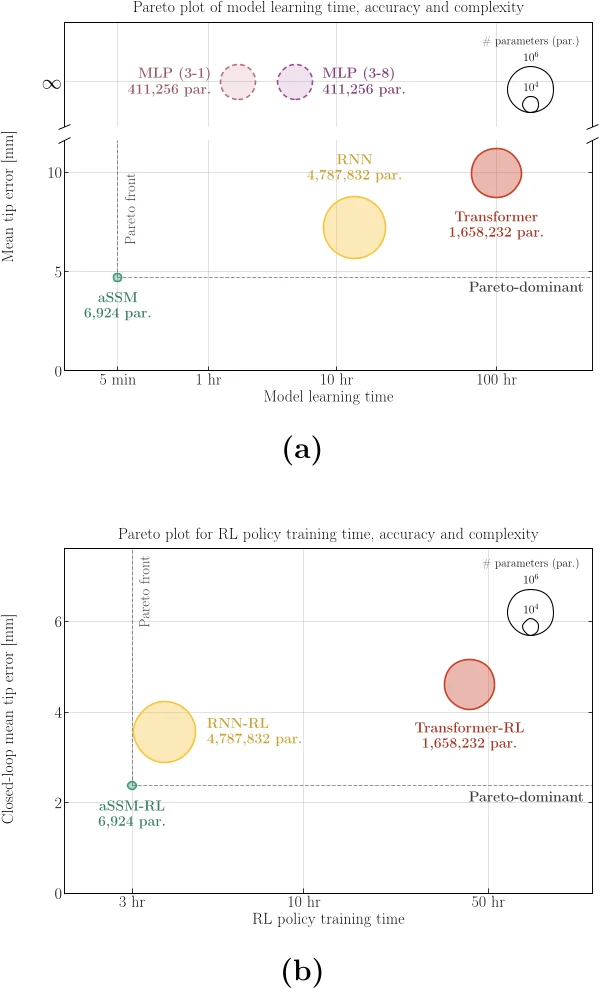 Pareto plot of model learning time, accuracy and complexity
# parameters (par.)
10⁶
10⁴
∞
MLP (3-1)
411,256 par.
MLP (3-8)
411,256 par.
Mean tip error [mm]
10
5
0
Pareto front
RNN
4,787,832 par.
Transformer
1,658,232 par.
Pareto-dominant
aSSM
6,924 par.
5 min
1 hr
10 hr
100 hr
Model learning time
(a)
Pareto plot for RL policy training time, accuracy and complexity
# parameters (par.)
10⁶
10⁴
Pareto front
Closed-loop mean tip error [mm]
6
4
2
0
RNN-RL
4,787,832 par.
Transformer-RL
1,658,232 par.
Pareto-dominant
aSSM-RL
6,924 par.
3 hr
10 hr
50 hr
RL policy training time
(b)